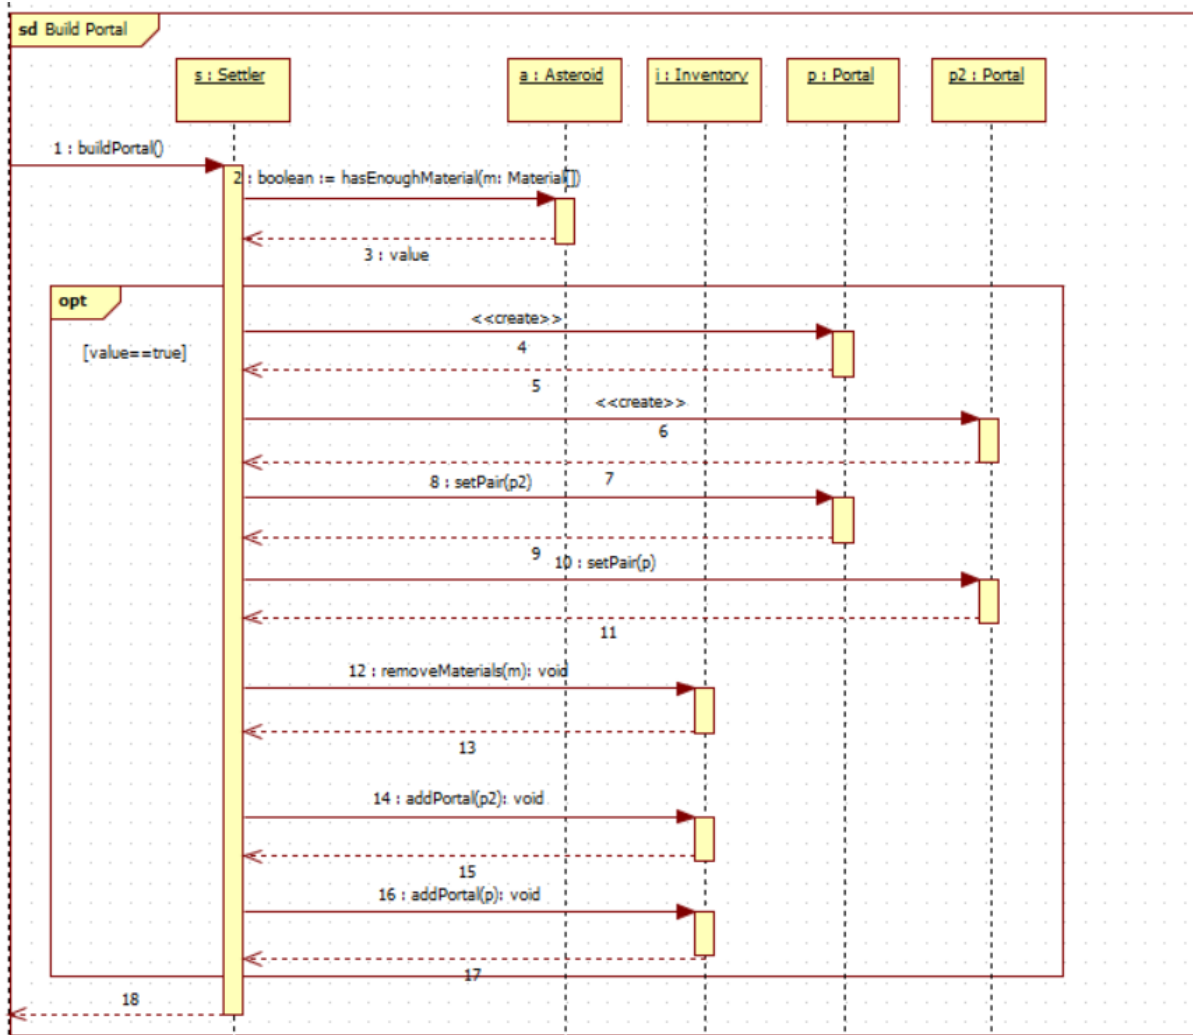 sd Build Portal
s : Settler
a : Asteroid
i : Inventory
p : Portal
p2 : Portal
1 : buildPortal()
2 : boolean := hasEnoughMaterial(m: Material[])
3 : value
opt
[value==true]
<<create>>
4
5
<<create>>
6
7
8 : setPair(p2)
9
10 : setPair(p)
11
12 : removeMaterials(m): void
13
14 : addPortal(p2): void
15
16 : addPortal(p): void
17
18